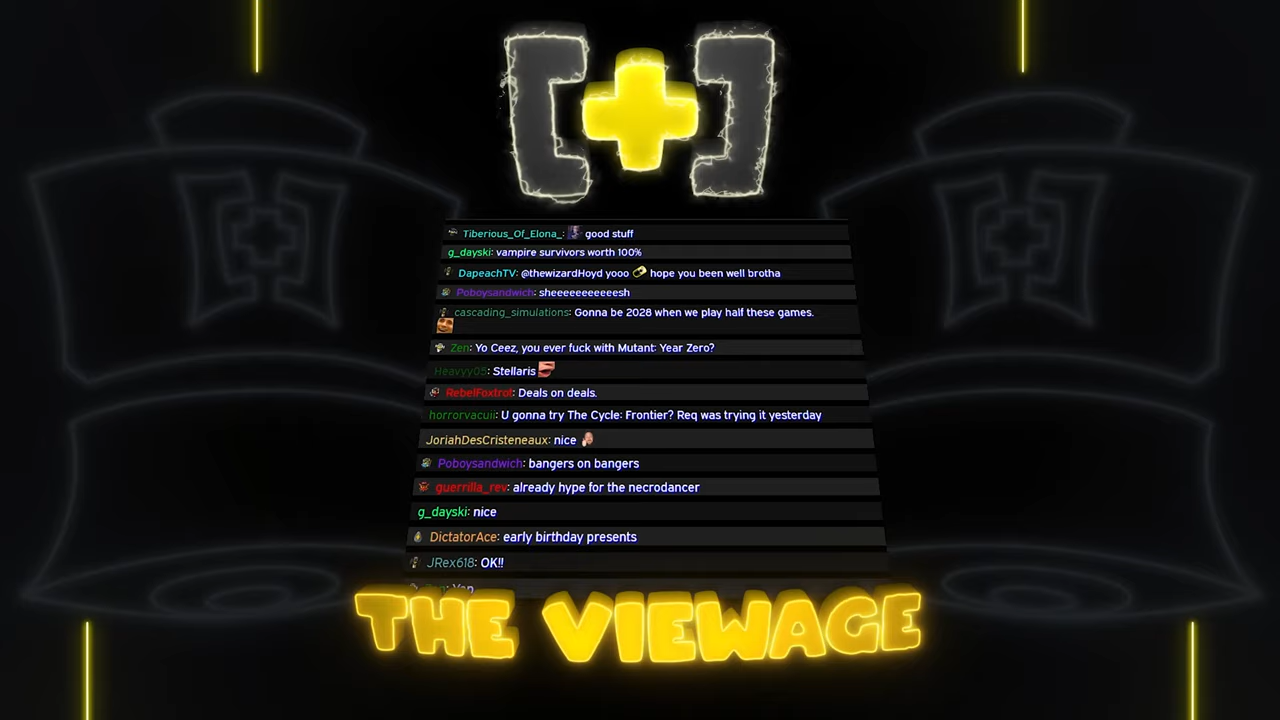 Tiberious_Of_Elona_: good stuff
g_dayski: vampire survivors worth 100%
DapeachTV: @thewizardHoyd yooo hope you been well brotha
Poboysandwich: sheeeeeeeeeeesh
cascading_simulations: Gonna be 2028 when we play half these games.
Zen: Yo Ceez, you ever fuck with Mutant: Year Zero?
Heavyy05: Stellaris
RebelFoxtrot: Deals on deals.
horrorvacuii: U gonna try The Cycle: Frontier? Req was trying it yesterday
JoriahDesCristeneaux: nice
Poboysandwich: bangers on bangers
guerrilla_rev: already hype for the necrodancer
g_dayski: nice
DictatorAce: early birthday presents
JRex618: OK!!
THE VIEWAGE